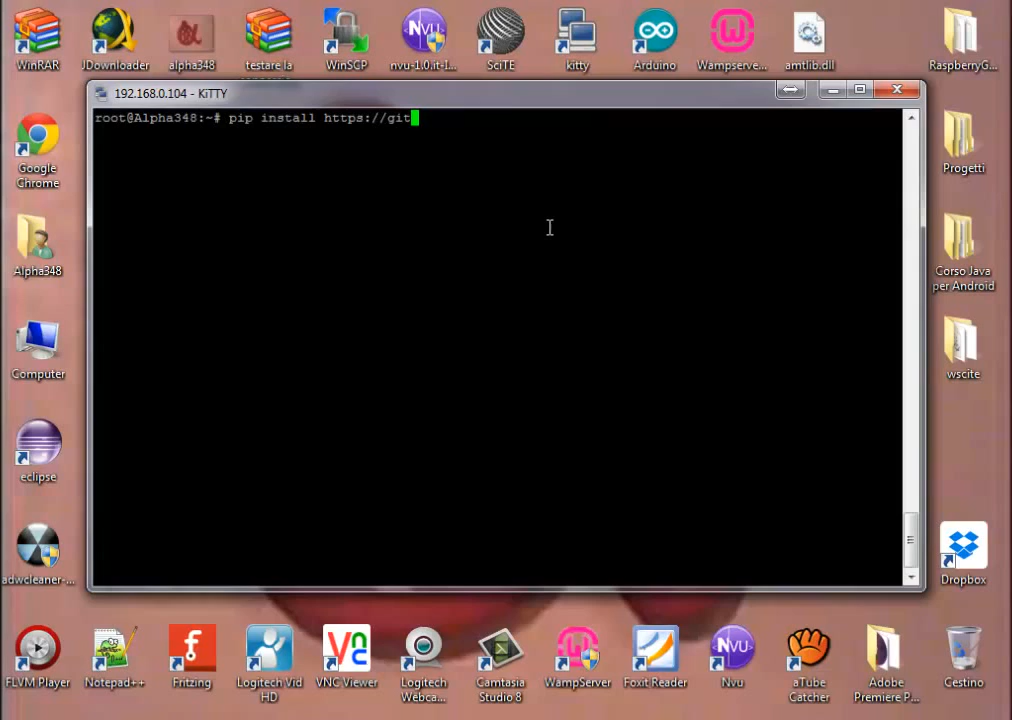 WinRAR
JDownloader
alpha348
testare la
WinSCP
nvu-1.0.it-I...
SciTE
kitty
Arduino
Wampserve...
amtlib.dll
RaspberryG...
192.168.0.104 - KiTTY
root@Alpha348:~# pip install https://git
Google
Chrome
Progetti
Alpha348
Corso Java
per Android
Computer
wscite
eclipse
adwcleaner-...
Dropbox
FLVM Player
Notepad++
Fritzing
Logitech Vid
HD
VNC Viewer
Logitech
Webca...
Camtasia
Studio 8
WampServer
Foxit Reader
Nvu
aTube
Catcher
Adobe
Premiere P...
Cestino